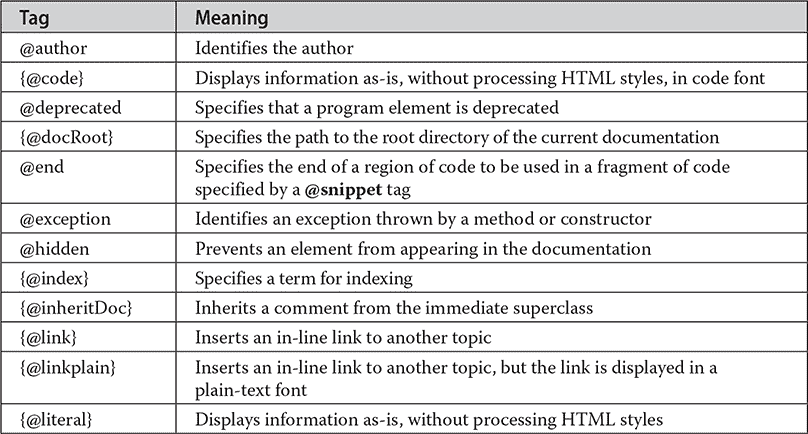 Tag Meaning
@author Identifies the author
{@code} Displays information as-is, without processing HTML styles, in code font
@deprecated Specifies that a program element is deprecated
{@docRoot} Specifies the path to the root directory of the current documentation
@end Specifies the end of a region of code to be used in a fragment of code
specified by a @snippet tag
@exception Identifies an exception thrown by a method or constructor
@hidden Prevents an element from appearing in the documentation
{@index} Specifies a term for indexing
{@inheritDoc} Inherits a comment from the immediate superclass
{@link} Inserts an in-line link to another topic
{@linkplain} Inserts an in-line link to another topic, but the link is displayed in a
plain-text font
{@literal} Displays information as-is, without processing HTML styles